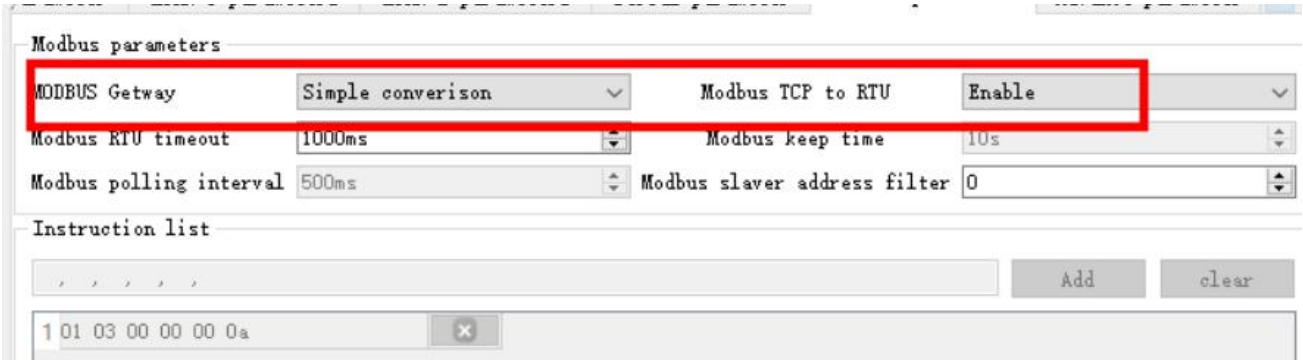 Modbus parameters
MODBUS Getway Simple converison Modbus TCP to RTU Enable
Modbus RTU timeout 1000ms Modbus keep time 10s
Modbus polling interval 500ms Modbus slaver address filter 0
Instruction list
, , , , , Add clear
1 01 03 00 00 00 0a